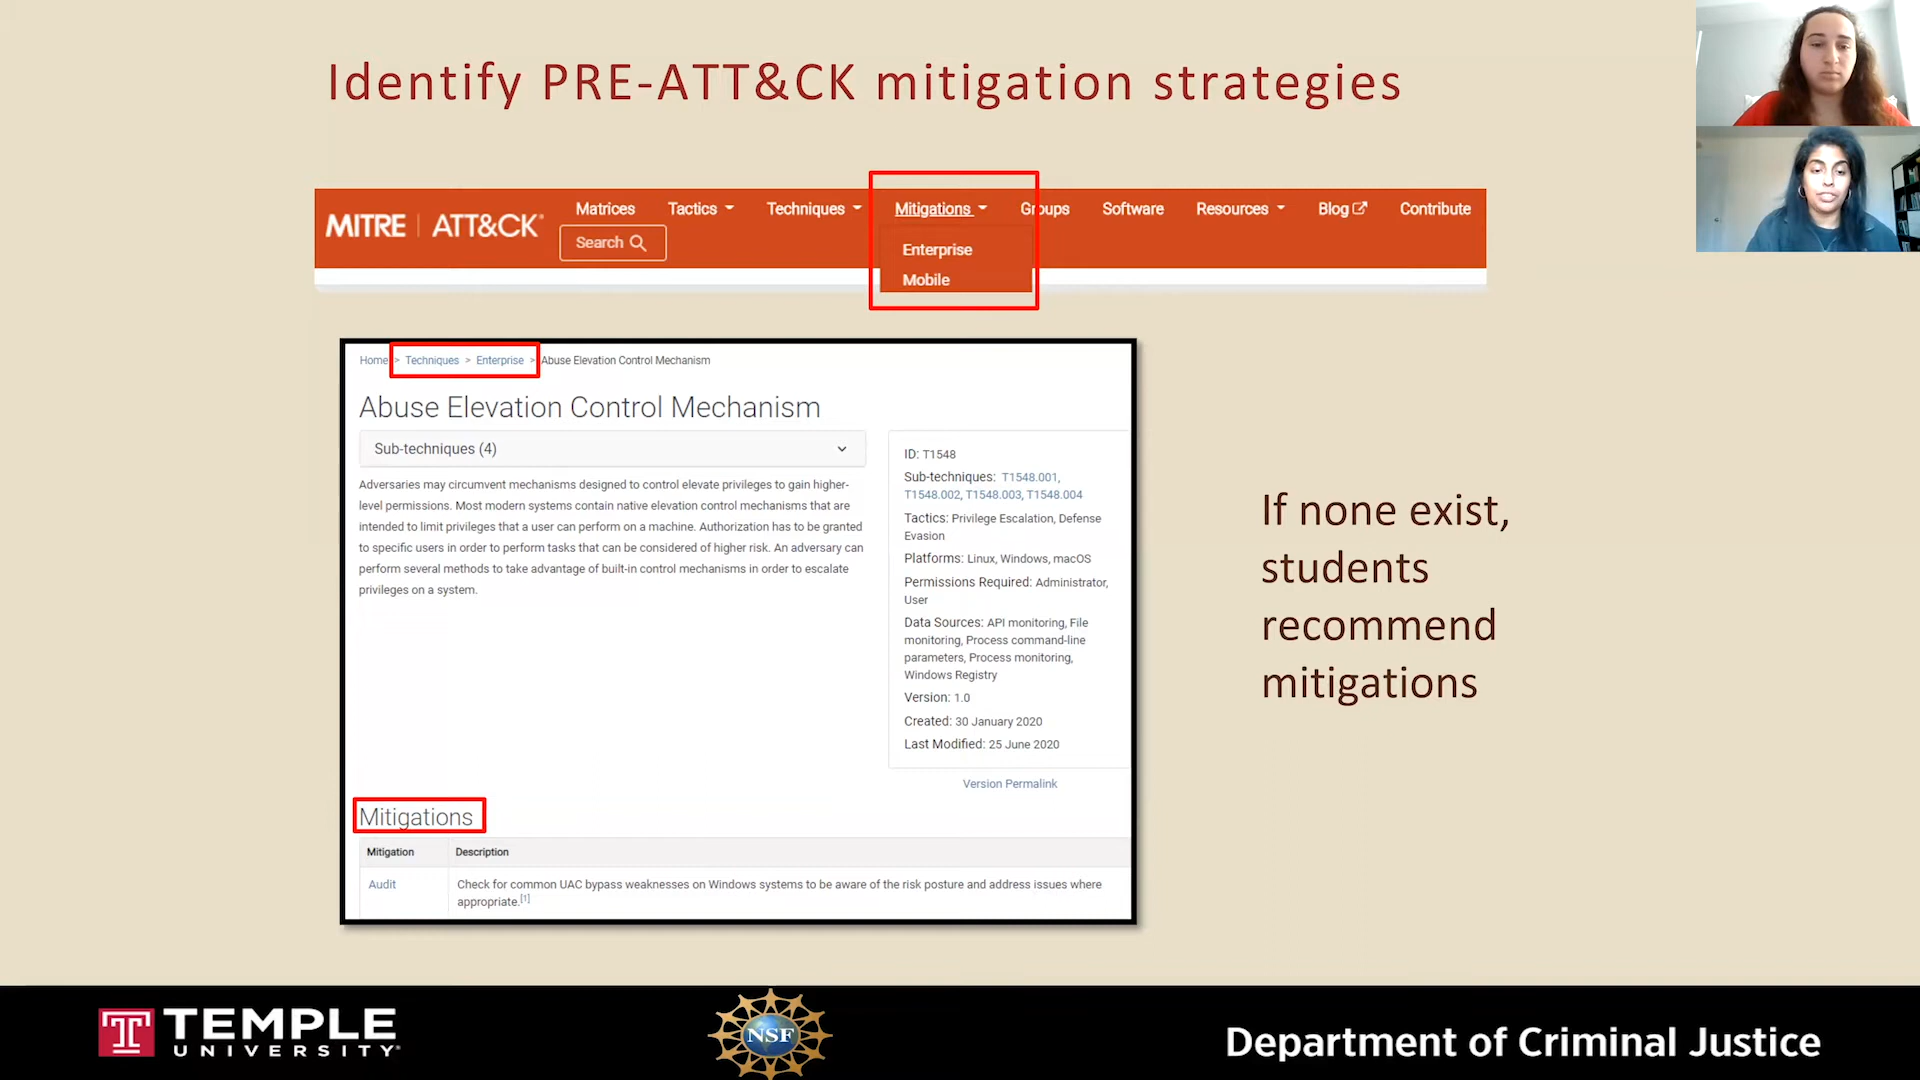 Identify PRE-ATT&CK mitigation strategies
MITRE | ATT&CK®
Matrices Tactics Techniques Mitigations Groups Software Resources Blog Contribute
Search
Enterprise
Mobile
Home > Techniques > Enterprise > Abuse Elevation Control Mechanism
Abuse Elevation Control Mechanism
Sub-techniques (4)
Adversaries may circumvent mechanisms designed to control elevate privileges to gain higher-
level permissions. Most modern systems contain native elevation control mechanisms that are
intended to limit privileges that a user can perform on a machine. Authorization has to be granted
to specific users in order to perform tasks that can be considered of higher risk. An adversary can
perform several methods to take advantage of built-in control mechanisms in order to escalate
privileges on a system.
ID: T1548
Sub-techniques: T1548.001,
T1548.002, T1548.003, T1548.004
Tactics: Privilege Escalation, Defense
Evasion
Platforms: Linux, Windows, macOS
Permissions Required: Administrator,
User
Data Sources: API monitoring, File
monitoring, Process command-line
parameters, Process monitoring,
Windows Registry
Version: 1.0
Created: 30 January 2020
Last Modified: 25 June 2020
Version Permalink
Mitigations
Mitigation Description
Audit Check for common UAC bypass weaknesses on Windows systems to be aware of the risk posture and address issues where
appropriate.[1]
If none exist,
students
recommend
mitigations
TEMPLE
UNIVERSITY
NSF
Department of Criminal Justice